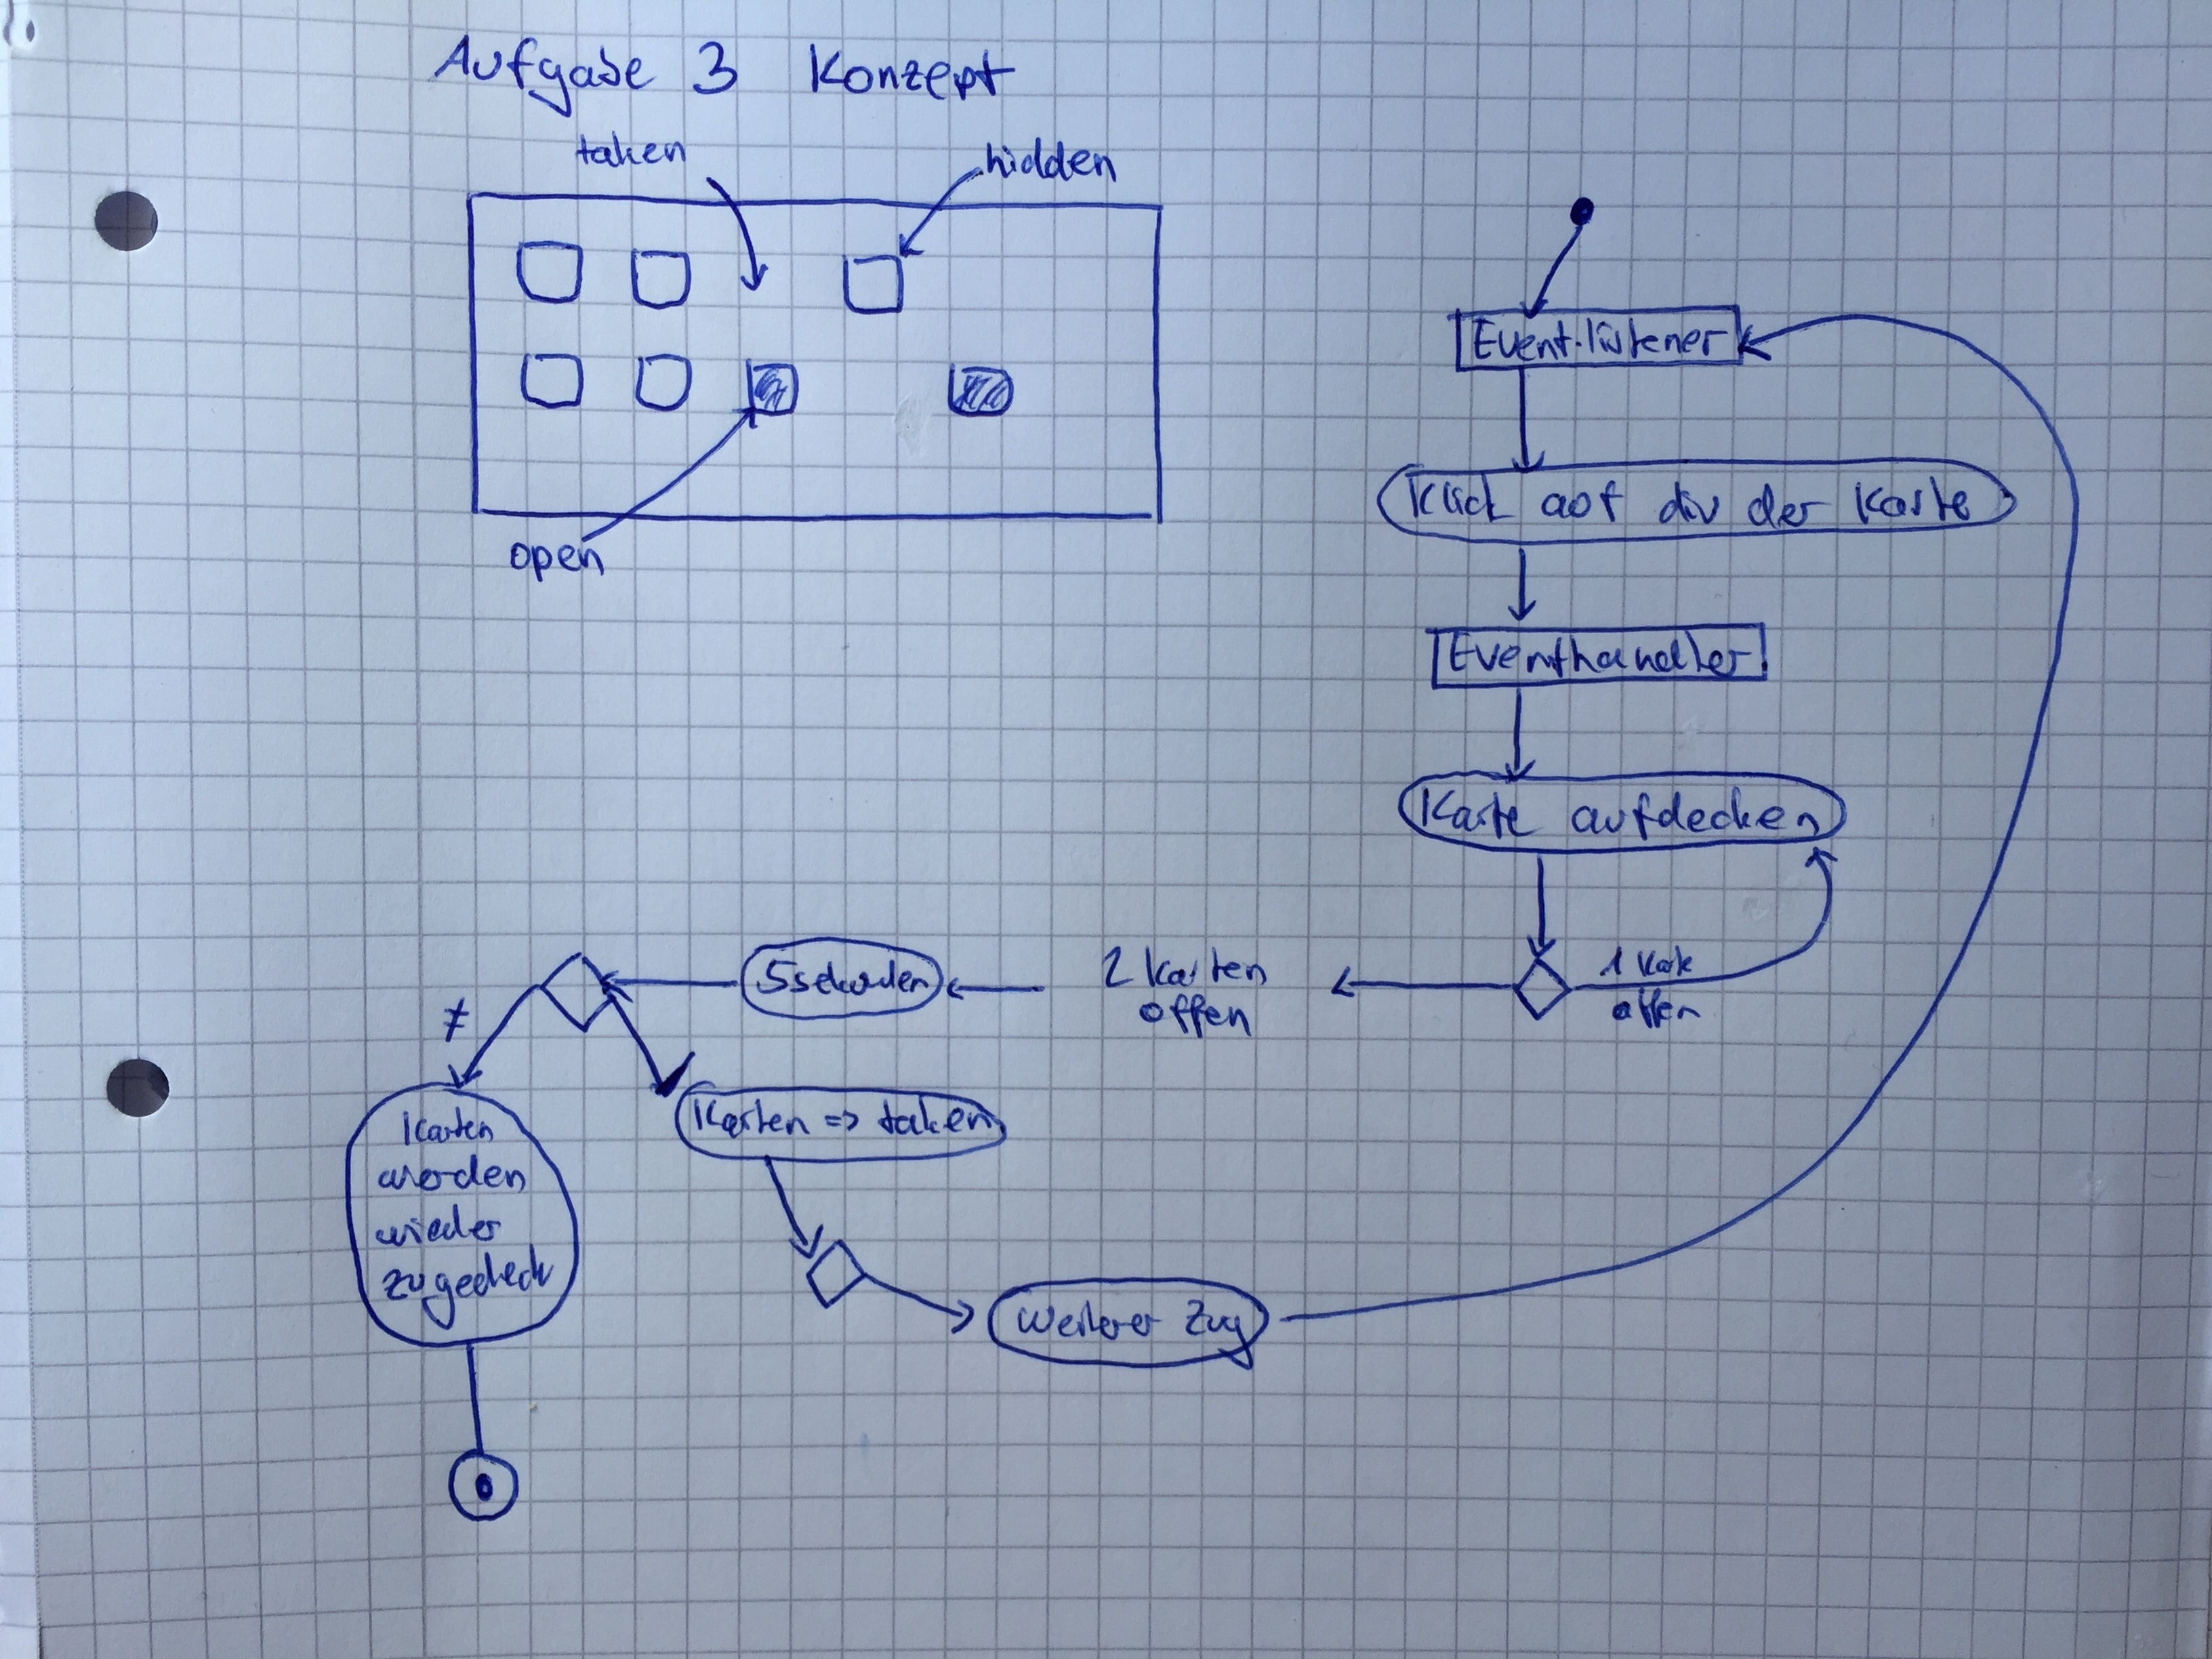 Aufgabe 3 Konzept
taken
hidden
open
Event-listener
Klick auf div der Karte
Eventhandler
Karte aufdecken
1 Karte
offen
2 Karten
offen
5sekunden
≠
Karten
werden
wieder
zugedeckt
Karten => taken
weiterer Zug